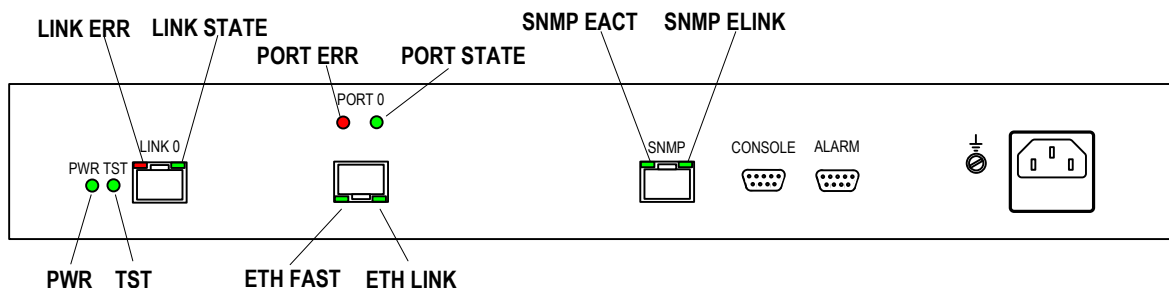 LINK ERR LINK STATE SNMP EACT SNMP ELINK
PORT ERR PORT STATE
PORT 0
LINK 0 SNMP CONSOLE ALARM
PWR TST
PWR TST ETH FAST ETH LINK